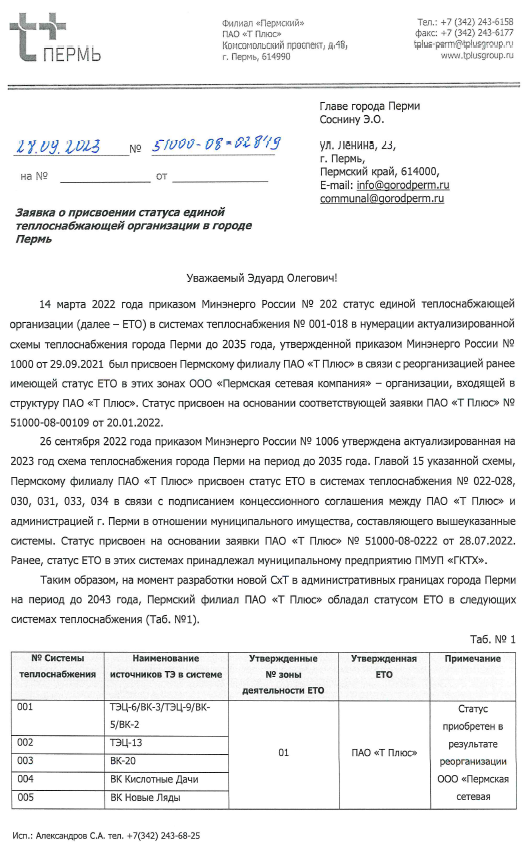 t+ ПЕРМЬ
Филиал «Пермский»
ПАО «Т Плюс»
Комсомольский проспект, д.48,
г. Пермь, 614990
Тел.: +7 (342) 243-6158
факс: +7 (342) 243-6177
tplus-perm@tplusgroup.ru
www.tplusgroup.ru
Главе города Перми
Соснину Э.О.
28.09.2023 № 51000-08-02819
на № от
ул. Ленина, 23,
г. Пермь,
Пермский край, 614000,
E-mail: info@gorodperm.ru
communal@gorodperm.ru
Заявка о присвоении статуса единой
теплоснабжающей организации в городе
Пермь
Уважаемый Эдуард Олегович!
14 марта 2022 года приказом Минэнерго России № 202 статус единой теплоснабжающей
организации (далее – ЕТО) в системах теплоснабжения № 001-018 в нумерации актуализированной
схемы теплоснабжения города Перми до 2035 года, утвержденной приказом Минэнерго России №
1000 от 29.09.2021 был присвоен Пермскому филиалу ПАО «Т Плюс» в связи с реорганизацией ранее
имеющей статус ЕТО в этих зонах ООО «Пермская сетевая компания» – организации, входящей в
структуру ПАО «Т Плюс». Статус присвоен на основании соответствующей заявки ПАО «Т Плюс» №
51000-08-00109 от 20.01.2022.
26 сентября 2022 года приказом Минэнерго России № 1006 утверждена актуализированная на
2023 год схема теплоснабжения города Перми на период до 2035 года. Главой 15 указанной схемы,
Пермскому филиалу ПАО «Т Плюс» присвоен статус ЕТО в системах теплоснабжения № 022-028,
030, 031, 033, 034 в связи с подписанием концессионного соглашения между ПАО «Т Плюс» и
администрацией г. Перми в отношении муниципального имущества, составляющего вышеуказанные
системы. Статус присвоен на основании заявки ПАО «Т Плюс» № 51000-08-0222 от 28.07.2022.
Ранее, статус ЕТО в этих системах принадлежал муниципальному предприятию ПМУП «ГКТХ».
Таким образом, на момент разработки новой СхТ в административных границах города Перми
на период до 2043 года, Пермский филиал ПАО «Т Плюс» обладал статусом ЕТО в следующих
системах теплоснабжения (Таб. №1).
Таб. № 1
№ Системы теплоснабжения Наименование источников ТЭ в системе Утвержденные № зоны деятельности ЕТО Утвержденная ЕТО Примечание
001 ТЭЦ-6/ВК-3/ТЭЦ-9/ВК-5/ВК-2
002 ТЭЦ-13
003 ВК-20
004 ВК Кислотные Дачи
005 ВК Новые Ляды
01
ПАО «Т Плюс»
Статус
приобретен в
результате
реорганизации
ООО «Пермская
сетевая
Исп.: Александров С.А. тел. +7(342) 243-68-25